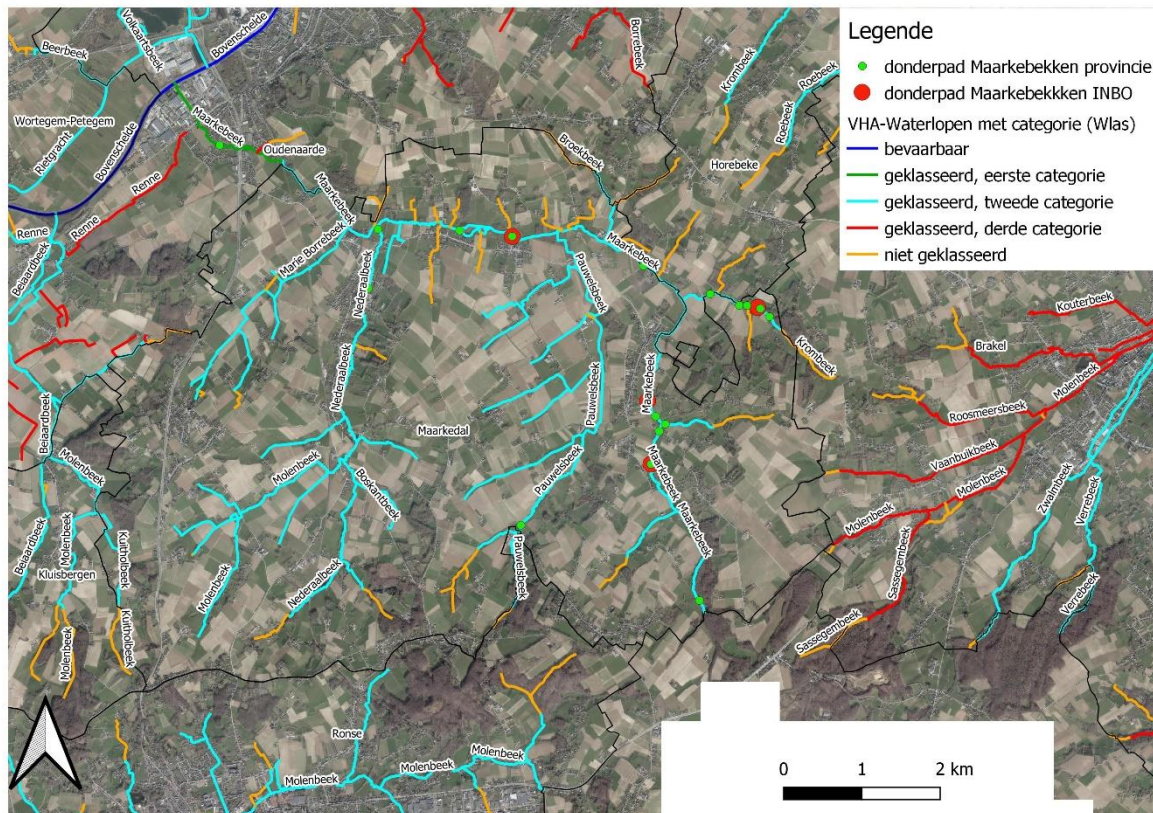 Legende
donderpad Maarkebekken provincie
donderpad Maarkebekkken INBO
VHA-Waterlopen met categorie (Wlas)
bevaarbaar
geklasseerd, eerste categorie
geklasseerd, tweede categorie
geklasseerd, derde categorie
niet geklasseerd
Beerbeek
Volkaartsbeek
Bovenschelde
Borrebeek
Krombeek
Roebeek
Wortegem-Petegem
Rietgracht
Bovenschelde
Maarkebeek
Oudenaarde
Renne
Broekbeek
Horebeke
Roebeek
Renne
Renne
Beiaardbeek
Maarkebeek
Marie Borrebeek
Nederaalbeek
Pauwelsbeek
Maarkebeek
Kouterbeek
Brakel
Krombeek
Molenbeek
Nederaalbeek
Pauwelsbeek
Maarkebeek
Roosmeersbeek
Beiaardbeek
Maarkedal
Molenbeek
Molenbeek
Boskantbeek
Pauwelsbeek
Maarkebeek
Vaanbuikbeek
Molenbeek
Zwalmbeek
Verrebeek
Beiaardbeek
Molenbeek
Kuitholbeek
Kluisbergen
Molenbeek
Nederaalbeek
Pauwelsbeek
Maarkebeek
Molenbeek
Sassegembeek
Verrebeek
Molenbeek
Kuitholbeek
Sassegembeek
Ronse
Molenbeek
Molenbeek
Molenbeek
0 1 2 km